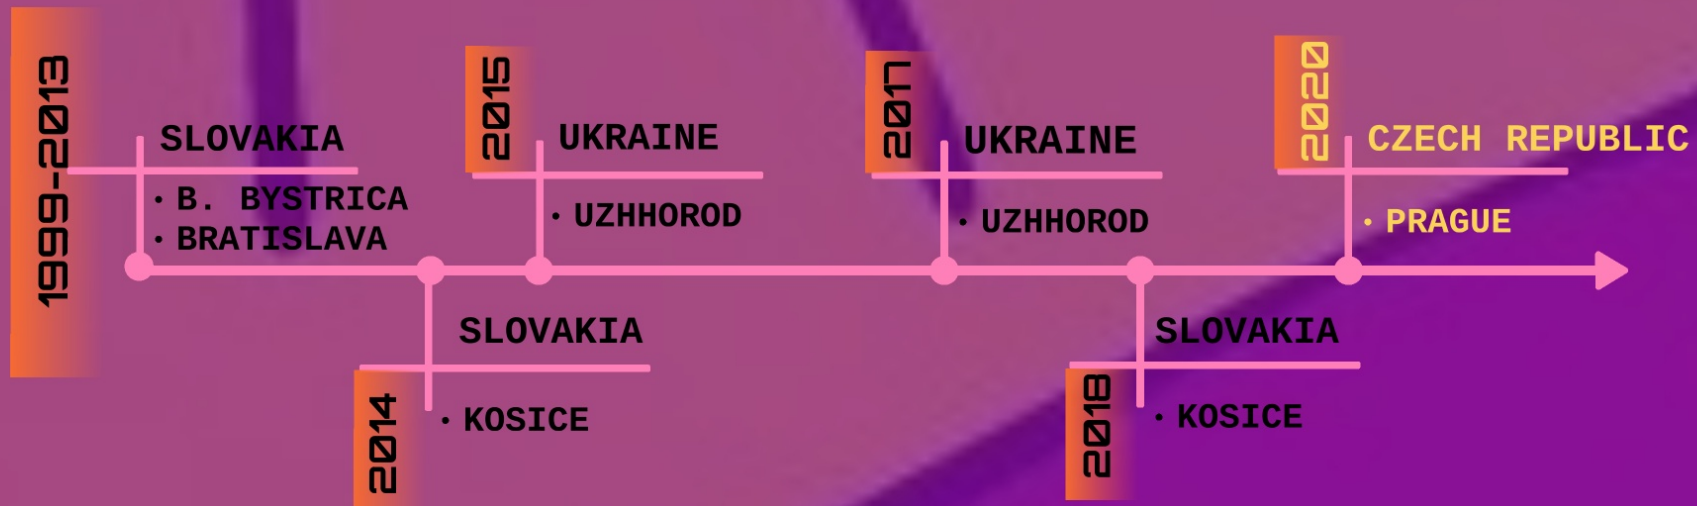 1999-2013
SLOVAKIA
• B. BYSTRICA
• BRATISLAVA
2014
SLOVAKIA
• KOSICE
2015
UKRAINE
• UZHHOROD
2017
UKRAINE
• UZHHOROD
2018
SLOVAKIA
• KOSICE
2020
CZECH REPUBLIC
• PRAGUE